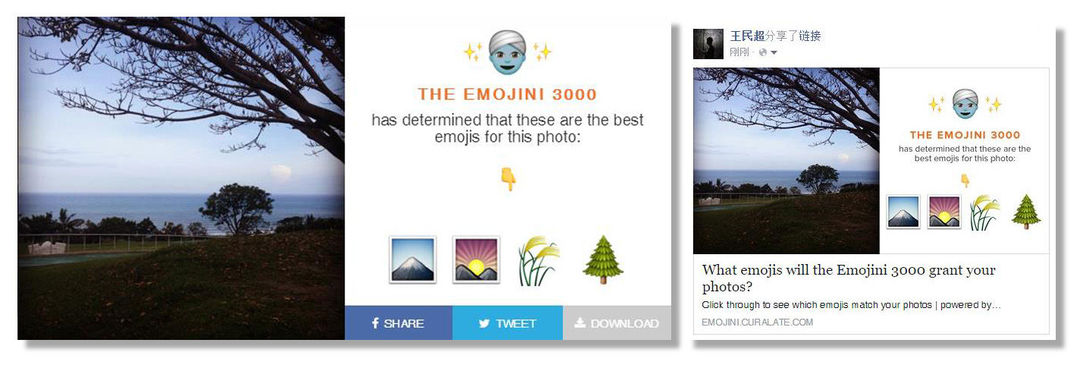 THE EMOJINI 3000
has determined that these are the best
emojis for this photo:
SHARE
TWEET
DOWNLOAD
王民超分享了链接
刚刚
THE EMOJINI 3000
has determined that these are the
best emojis for this photo:
What emojis will the Emojini 3000 grant your
photos?
Click through to see which emojis match your photos | powered by...
EMOJINI.CURALATE.COM